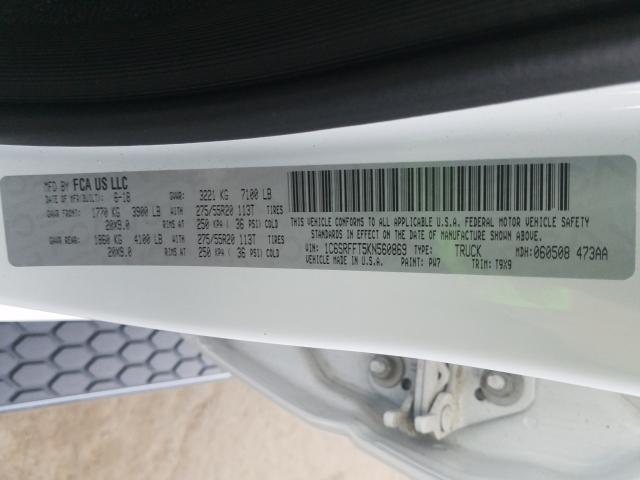 MFD BY FCA US LLC
DATE OF MFR(BUILT): 6-18 GVWR: 3221 KG 7100 LB
GAWR FRONT: 1770 KG 3900 LB WITH 275/55R20 113T TIRES
20X9.0 RIMS AT 250 KPA( 36 PSI) COLD
GAWR REAR: 1860 KG 4100 LB WITH 275/55R20 113T TIRES
20X9.0 RIMS AT 250 KPA( 36 PSI) COLD
THIS VEHICLE CONFORMS TO ALL APPLICABLE U.S.A. FEDERAL MOTOR VEHICLE SAFETY
STANDARDS IN EFFECT ON THE DATE OF MANUFACTURE SHOWN ABOVE.
VIN: 1C6SRFFT5KN560869 TYPE: TRUCK MDH:060508 473AA
VEHICLE MADE IN U.S.A. PAINT: PW7 TRIM: T9X9